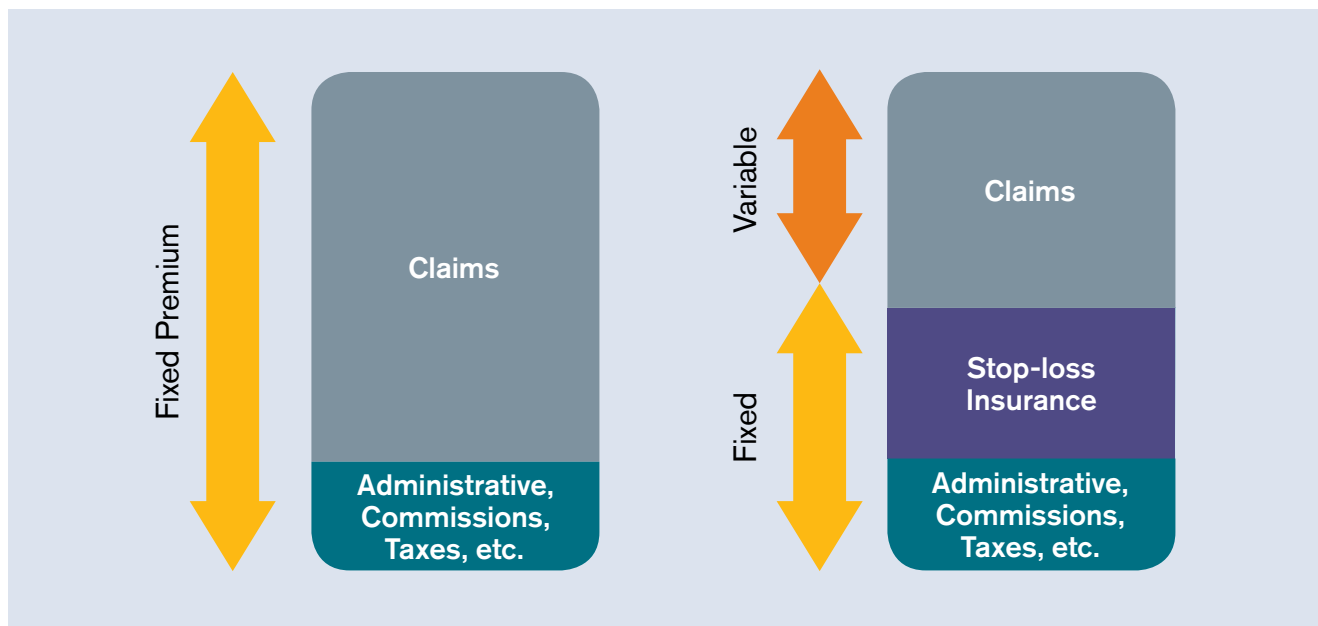 Fixed Premium
Claims
Administrative,
Commissions,
Taxes, etc.
Variable
Fixed
Claims
Stop-loss
Insurance
Administrative,
Commissions,
Taxes, etc.